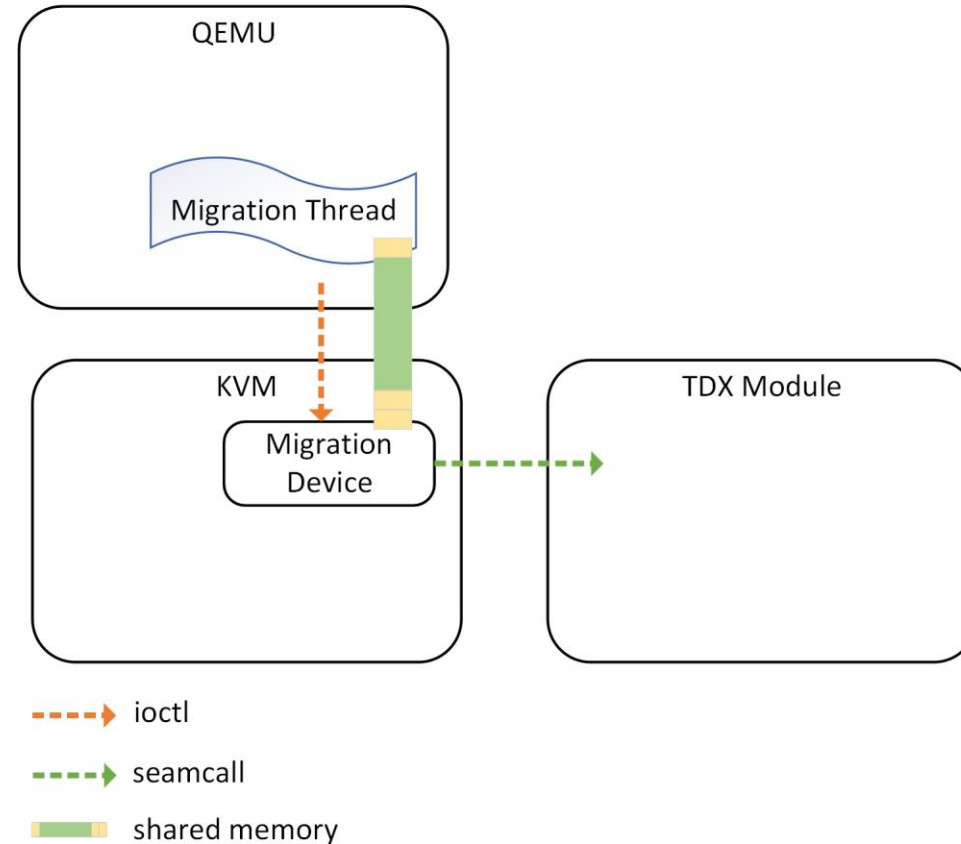 QEMU
Migration Thread
KVM
Migration
Device
TDX Module
ioctl
seamcall
shared memory